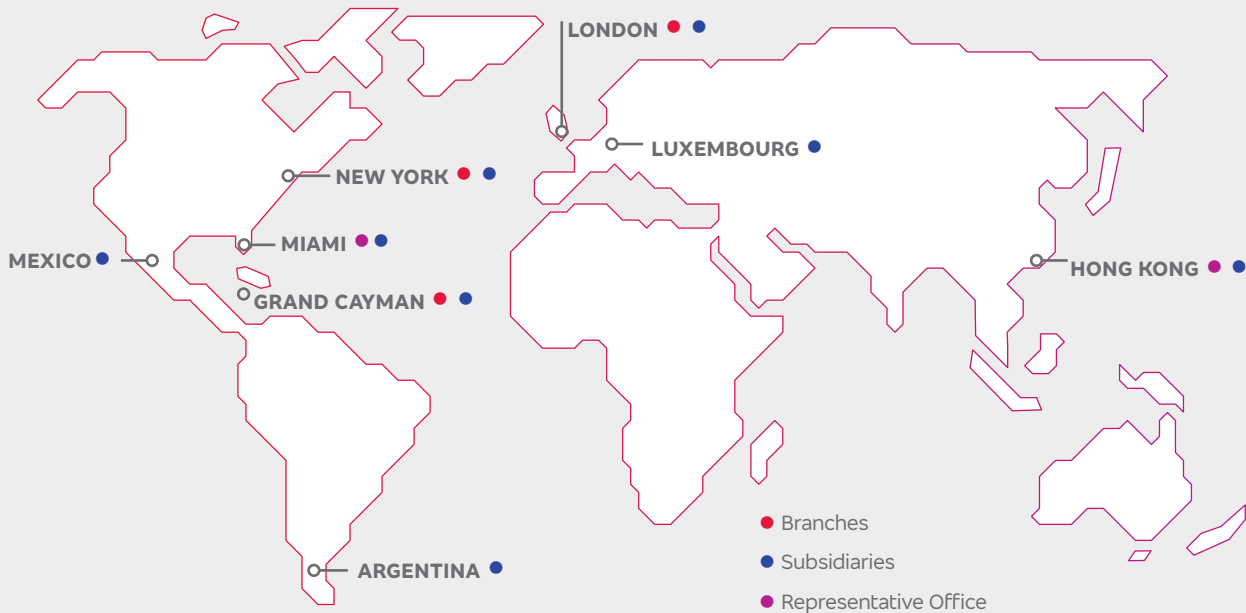 LONDON
LUXEMBOURG
NEW YORK
MIAMI
MEXICO
HONG KONG
GRAND CAYMAN
Branches
Subsidiaries
ARGENTINA
Representative Office